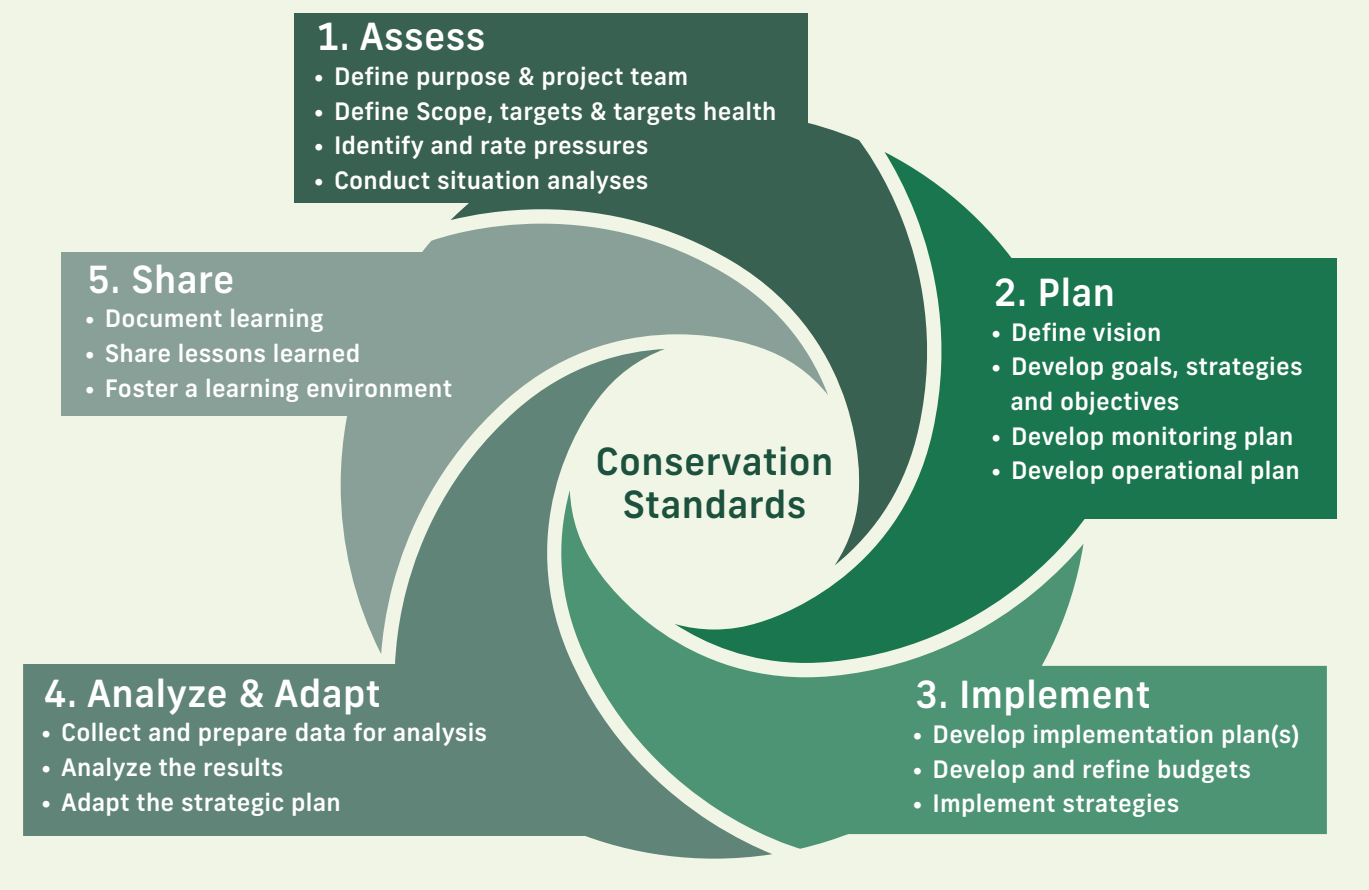 1. Assess
• Define purpose & project team
• Define Scope, targets & targets health
• Identify and rate pressures
• Conduct situation analyses
2. Plan
• Define vision
• Develop goals, strategies
and objectives
• Develop monitoring plan
• Develop operational plan
3. Implement
• Develop implementation plan(s)
• Develop and refine budgets
• Implement strategies
4. Analyze & Adapt
• Collect and prepare data for analysis
• Analyze the results
• Adapt the strategic plan
5. Share
• Document learning
• Share lessons learned
• Foster a learning environment
Conservation
Standards